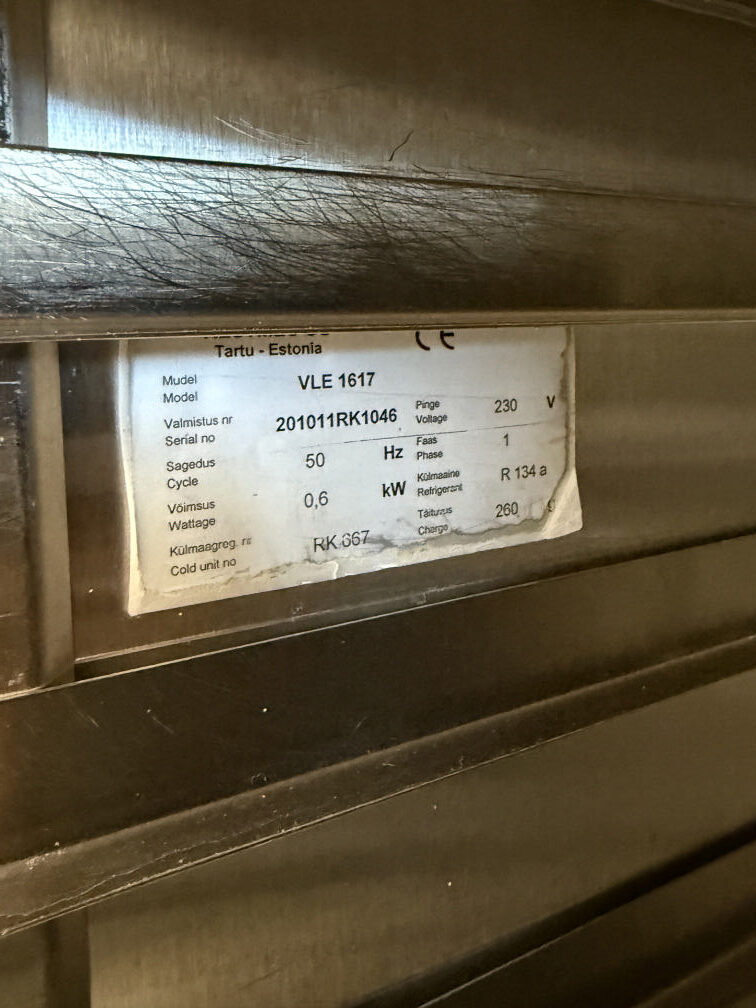 Tartu - Estonia
CE
Mudel
Model
VLE 1617
Valmistus nr
Serial no
201011RK1046
Pinge
Voltage
230 V
Sagedus
Cycle
50 Hz
Faas
Phase
1
Võimsus
Wattage
0,6 kW
Külmaaine
Refrigerant
R 134 a
Külmaagreg. nr
Cold unit no
RK 667
Täituvus
Charge
260 g